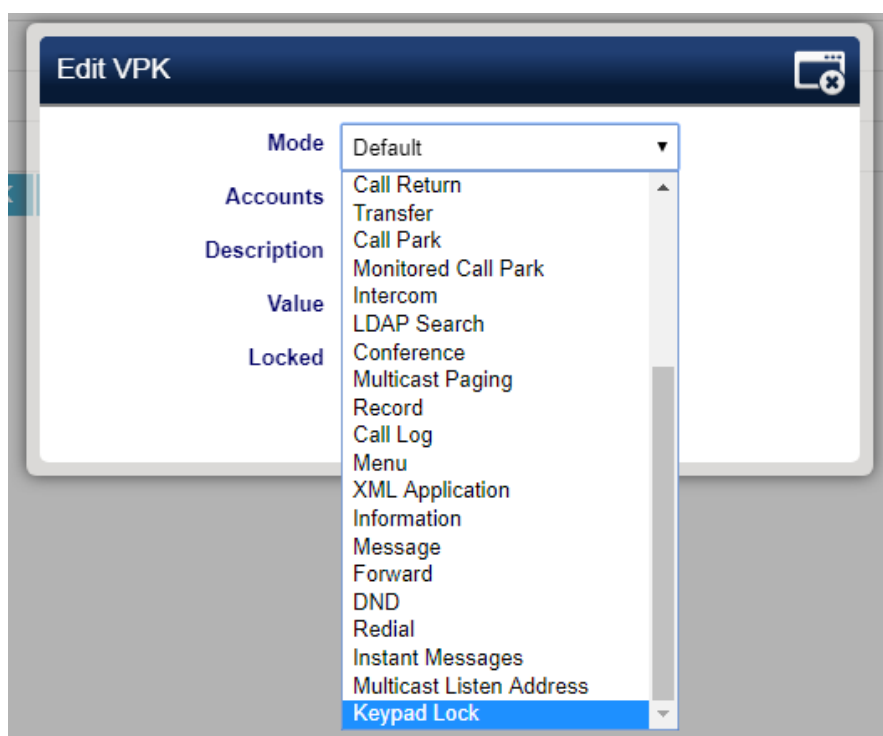 Edit VPK
Mode
Default
Accounts
Description
Value
Locked
Call Return
Transfer
Call Park
Monitored Call Park
Intercom
LDAP Search
Conference
Multicast Paging
Record
Call Log
Menu
XML Application
Information
Message
Forward
DND
Redial
Instant Messages
Multicast Listen Address
Keypad Lock